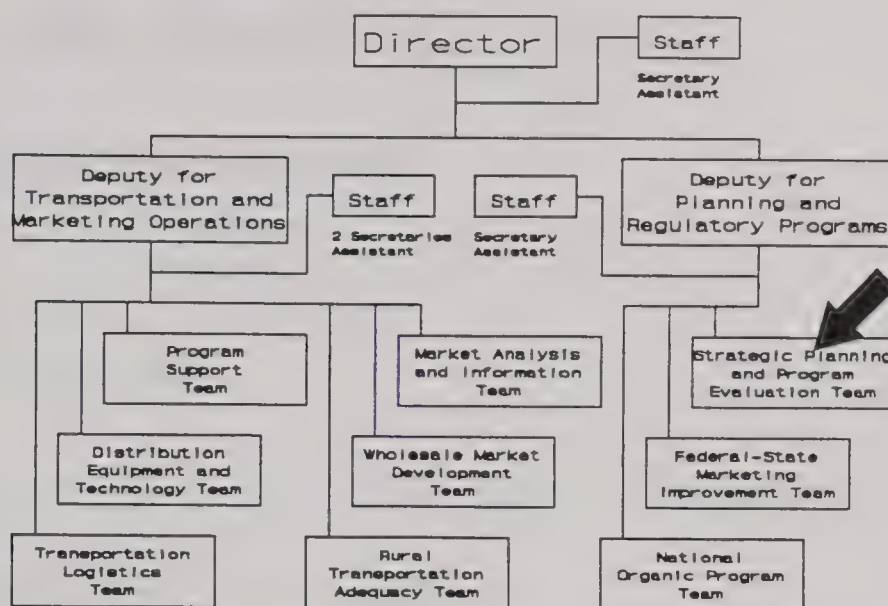 Director
Staff
Secretary
Assistant
Deputy for
Transportation and
Marketing Operations
Staff
2 Secretaries
Assistant
Staff
Secretary
Assistant
Deputy for
Planning and
Regulatory Programs
Program
Support
Team
Market Analysis
and Information
Team
Strategic Planning
and Program
Evaluation Team
Distribution
Equipment and
Technology Team
Wholesale Market
Development
Team
Federal-State
Marketing
Improvement Team
Transportation
Logistics
Team
Rural
Transportation
Adequacy Team
National
Organic Program
Team